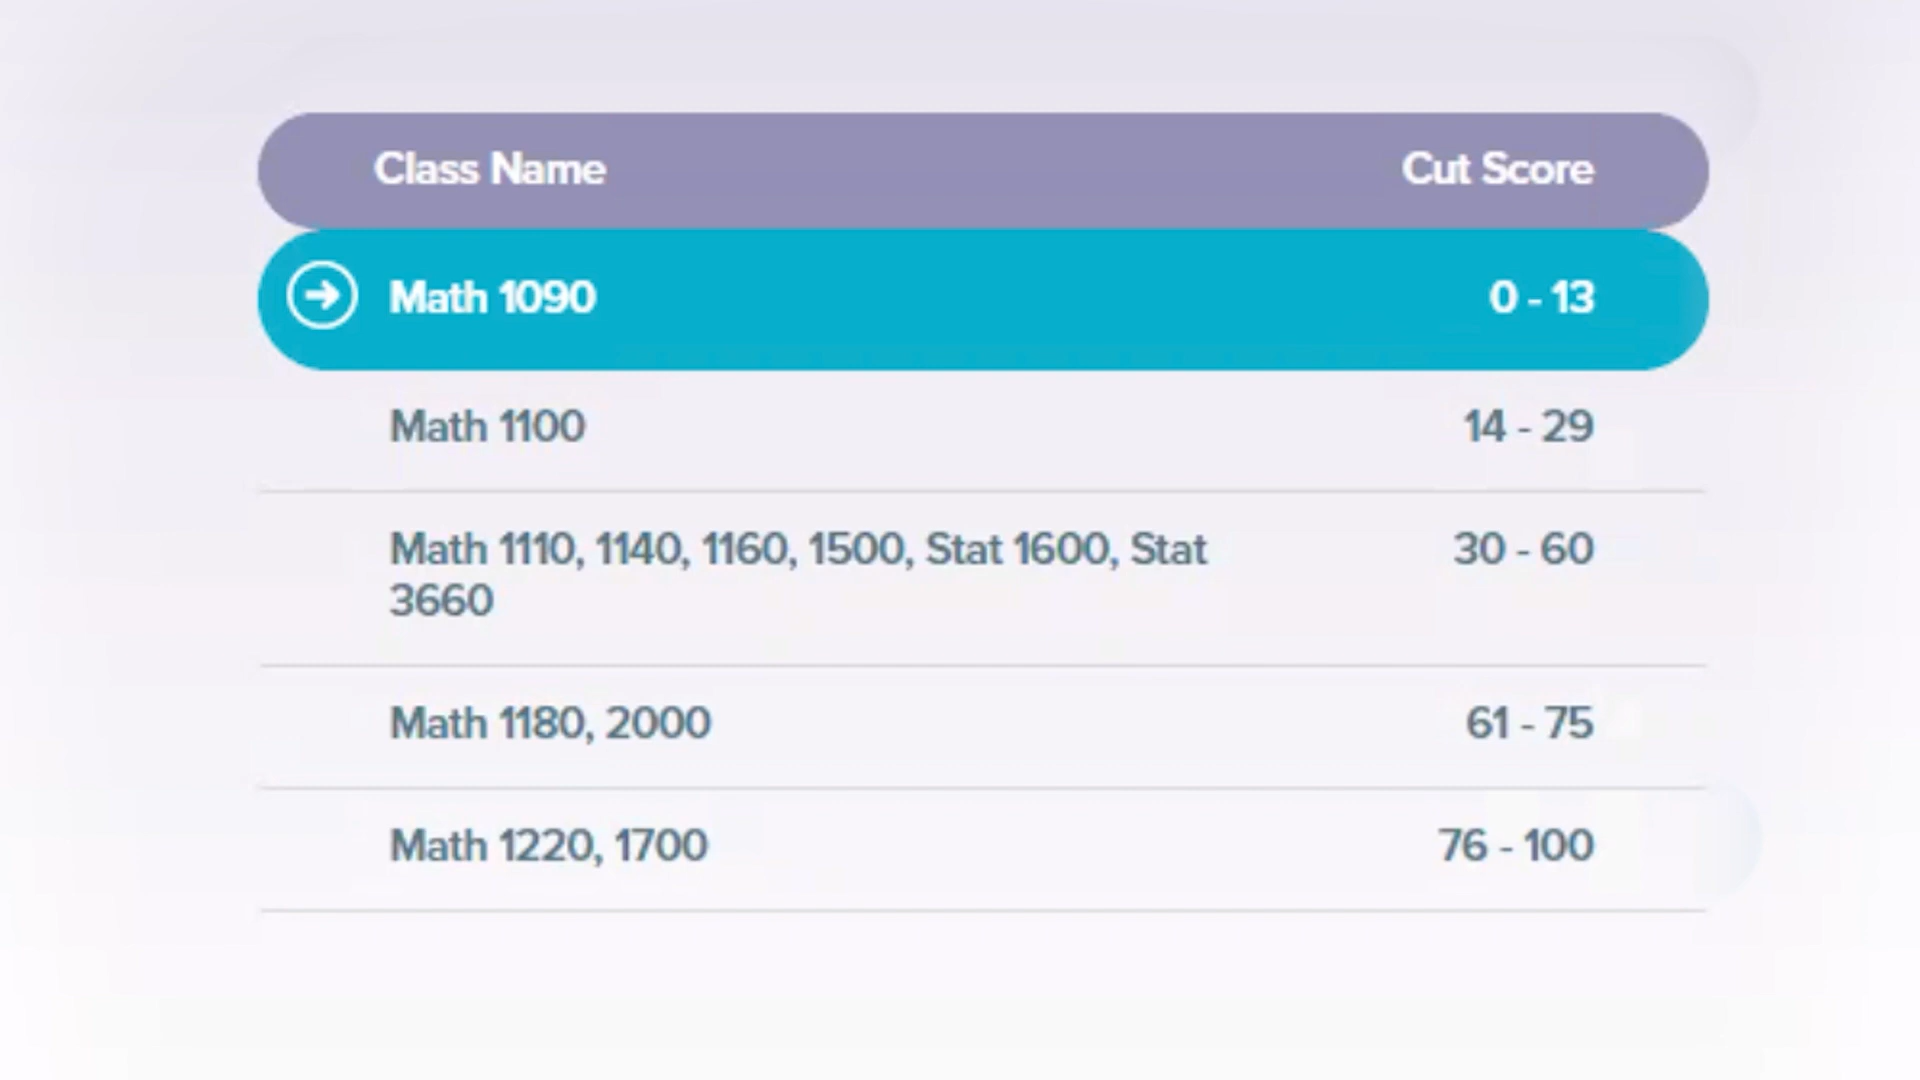 Class Name Cut Score
Math 1090 0 - 13
Math 1100 14 - 29
Math 1110, 1140, 1160, 1500, Stat 1600, Stat 30 - 60
3660
Math 1180, 2000 61 - 75
Math 1220, 1700 76 - 100